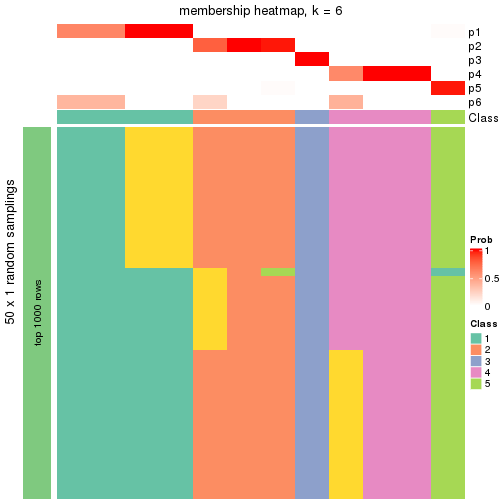 membership heatmap, k = 6
p1
p2
p3
p4
p5
p6
Class
50 x 1 random samplings
top 1000 rows
Prob
1
0.5
0
Class
1
2
3
4
5